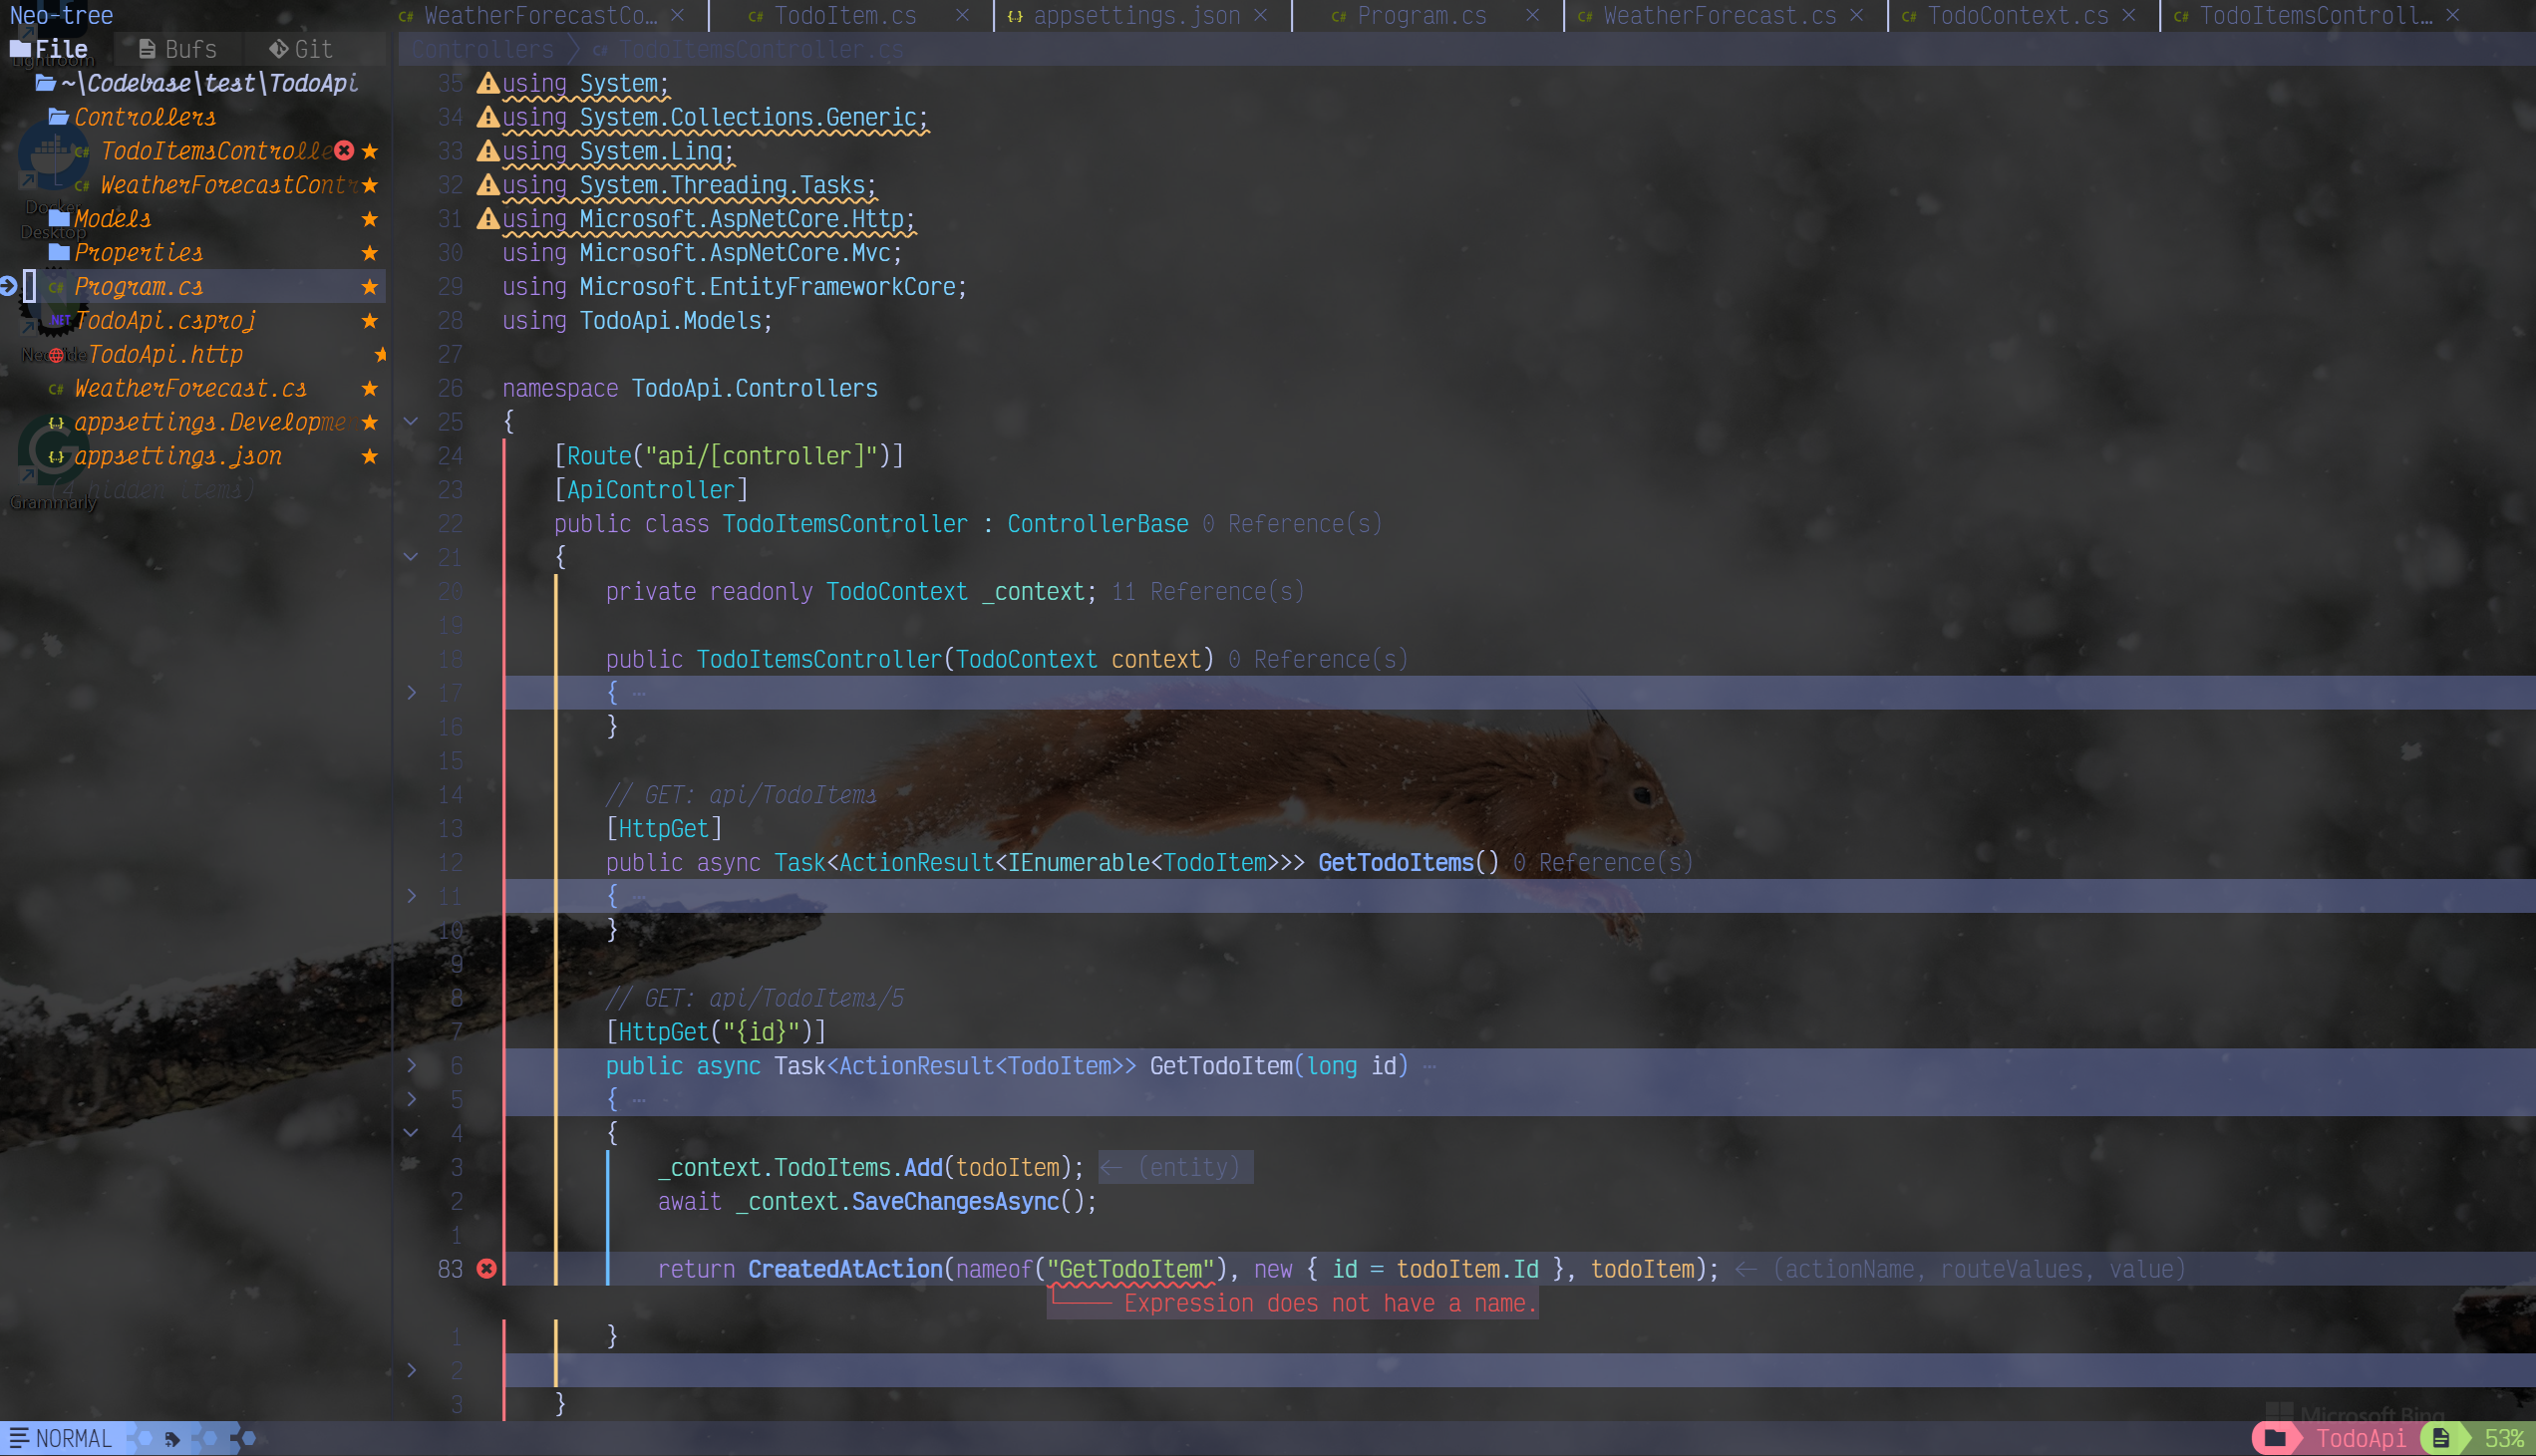 Neo-tree WeatherForecastCo… TodoItem.cs appsettings.json Program.cs WeatherForecast.cs TodoContext.cs TodoItemsControll…
File Bufs Git Controllers TodoItemsController.cs
Lightroom
~\Codebase\test\TodoApi
Controllers
TodoItemsControlle
WeatherForecastContr
Docker
Models
Desktop
Properties
Program.cs
TodoApi.csproj
TodoApi.http
WeatherForecast.cs
appsettings.Developme
appsettings.json
(4 hidden items)
Grammarly
35 using System;
34 using System.Collections.Generic;
33 using System.Linq;
32 using System.Threading.Tasks;
31 using Microsoft.AspNetCore.Http;
30 using Microsoft.AspNetCore.Mvc;
29 using Microsoft.EntityFrameworkCore;
28 using TodoApi.Models;
27
26 namespace TodoApi.Controllers
25 {
24 [Route("api/[controller]")]
23 [ApiController]
22 public class TodoItemsController : ControllerBase 0 Reference(s)
21 {
20 private readonly TodoContext _context; 11 Reference(s)
19
18 public TodoItemsController(TodoContext context) 0 Reference(s)
17 { …
16 }
15
14 // GET: api/TodoItems
13 [HttpGet]
12 public async Task<ActionResult<IEnumerable<TodoItem>>> GetTodoItems() 0 Reference(s)
11 { …
10 }
9
8 // GET: api/TodoItems/5
7 [HttpGet("{id}")]
6 public async Task<ActionResult<TodoItem>> GetTodoItem(long id) …
5 { …
4 {
3 _context.TodoItems.Add(todoItem); ← (entity)
2 await _context.SaveChangesAsync();
1
83 return CreatedAtAction(nameof("GetTodoItem"), new { id = todoItem.Id }, todoItem); ← (actionName, routeValues, value)
Expression does not have a name.
1 }
2
3 }
Microsoft Bing
NORMAL TodoApi 53%